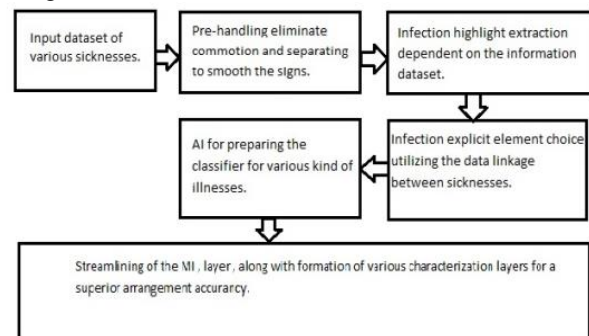 Input dataset of
various sicknesses.
Pre-handling eliminate
commotion and separating
to smooth the signs.
Infection highlight extraction
dependent on the information
dataset.
Infection explicit element choice
utilizing the data linkage
between sicknesses.
AI for preparing the
classifier for various kind of
illnesses.
Streamlining of the MI , layer , along with formation of various characterization layers for a
superior arrangement accurarcy.